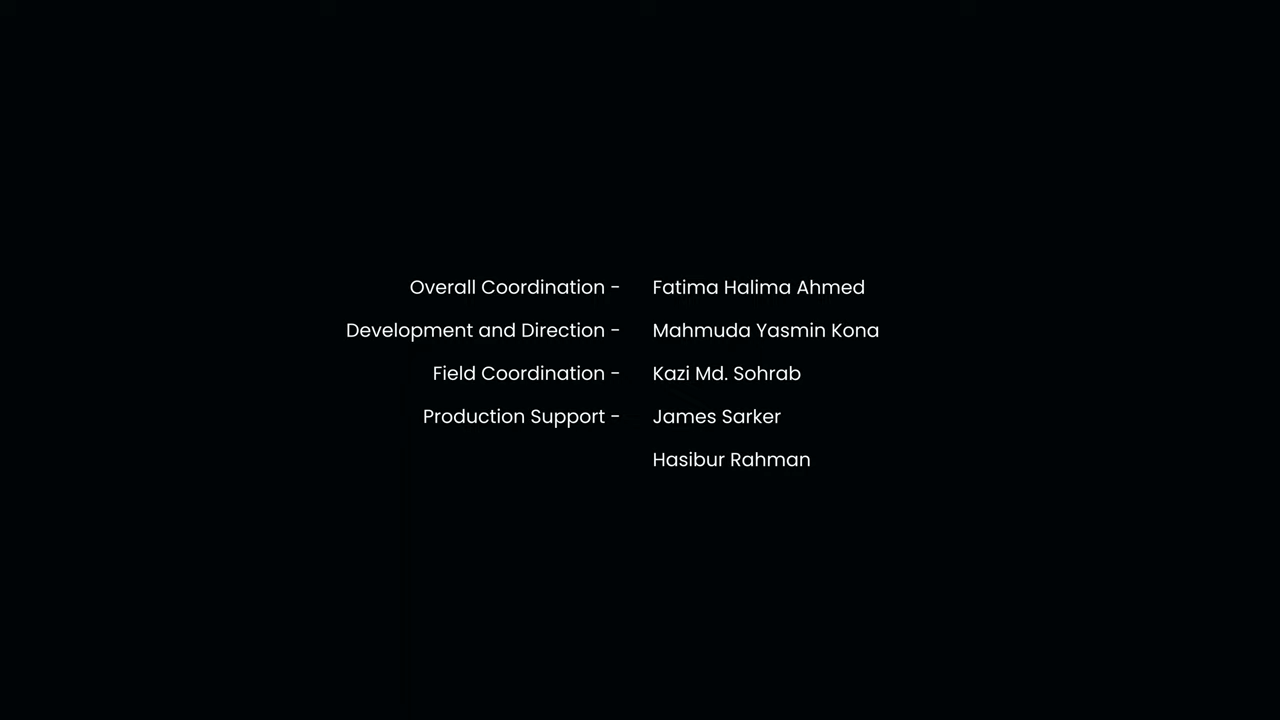 Overall Coordination - Fatima Halima Ahmed
Development and Direction - Mahmuda Yasmin Kona
Field Coordination - Kazi Md. Sohrab
Production Support - James Sarker
Hasibur Rahman